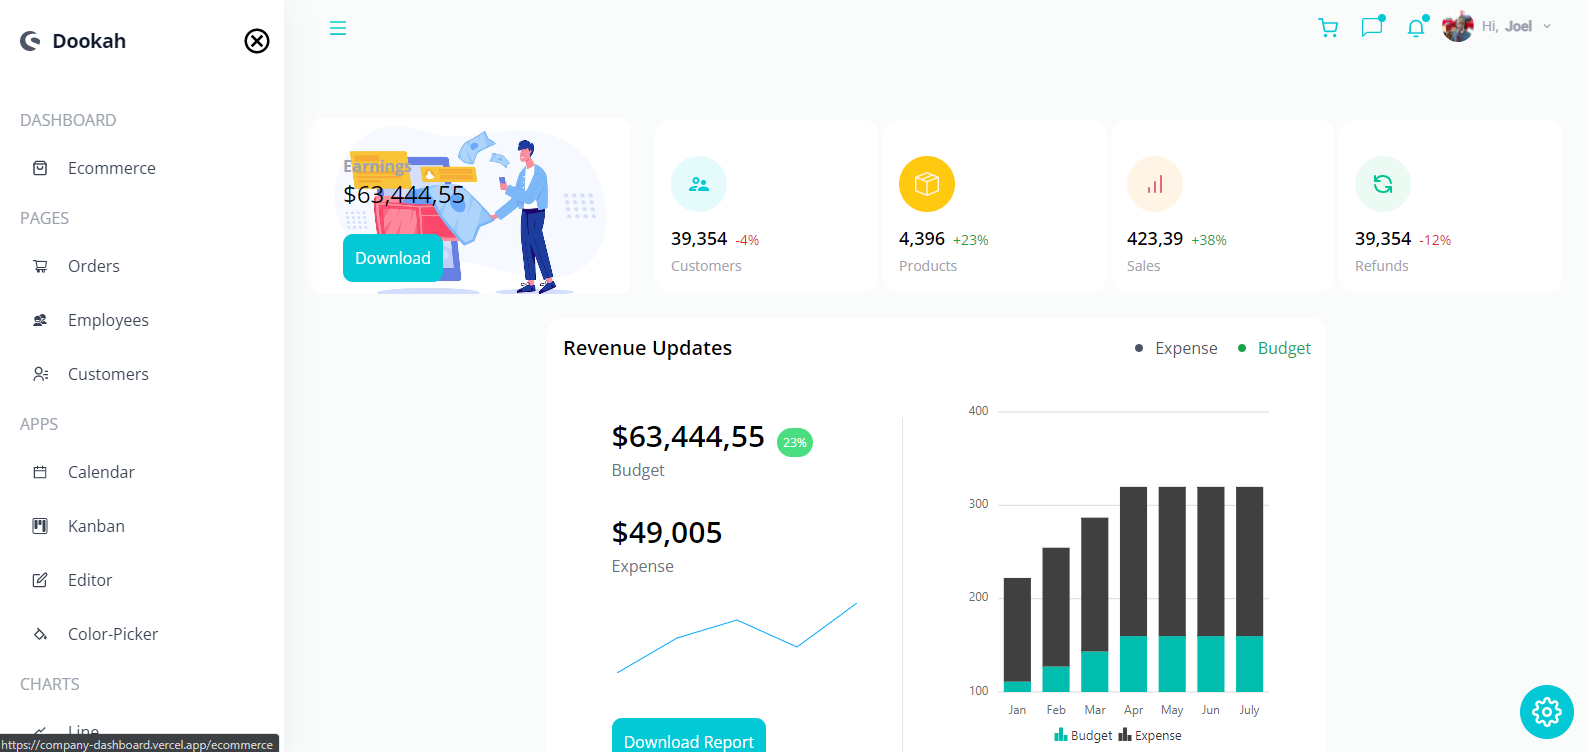 Dookah
Hi, Joel
DASHBOARD
Ecommerce
PAGES
Orders
Employees
Customers
APPS
Calendar
Kanban
Editor
Color-Picker
CHARTS
Line
https://company-dashboard.vercel.app/ecommerce
Earnings
$63,444,55
Download
39,354 -4%
Customers
4,396 +23%
Products
423,39 +38%
Sales
39,354 -12%
Refunds
Revenue Updates
Expense
Budget
$63,444,55 23%
Budget
$49,005
Expense
Download Report
400
300
200
100
Jan Feb Mar Apr May Jun July
Budget Expense